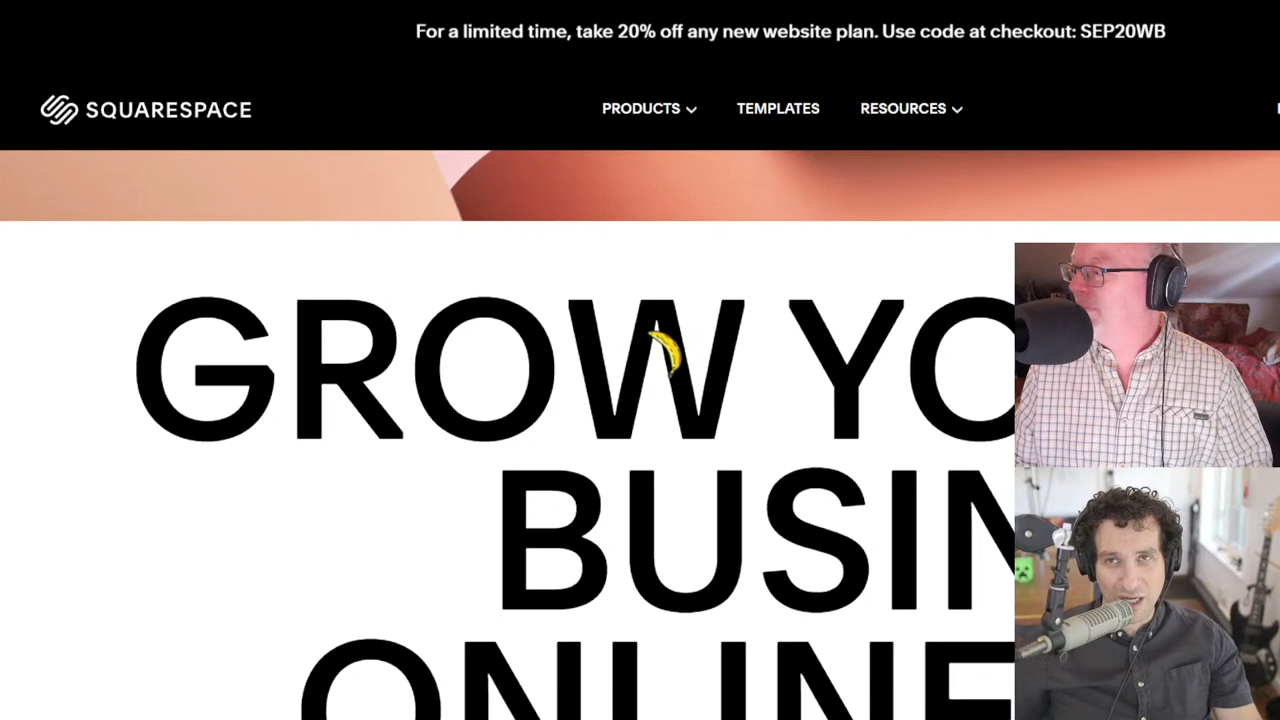 For a limited time, take 20% off any new website plan. Use code at checkout: SEP20WB
SQUARESPACE
PRODUCTS
TEMPLATES
RESOURCES
GROW YO
BUSIN
ONLINE